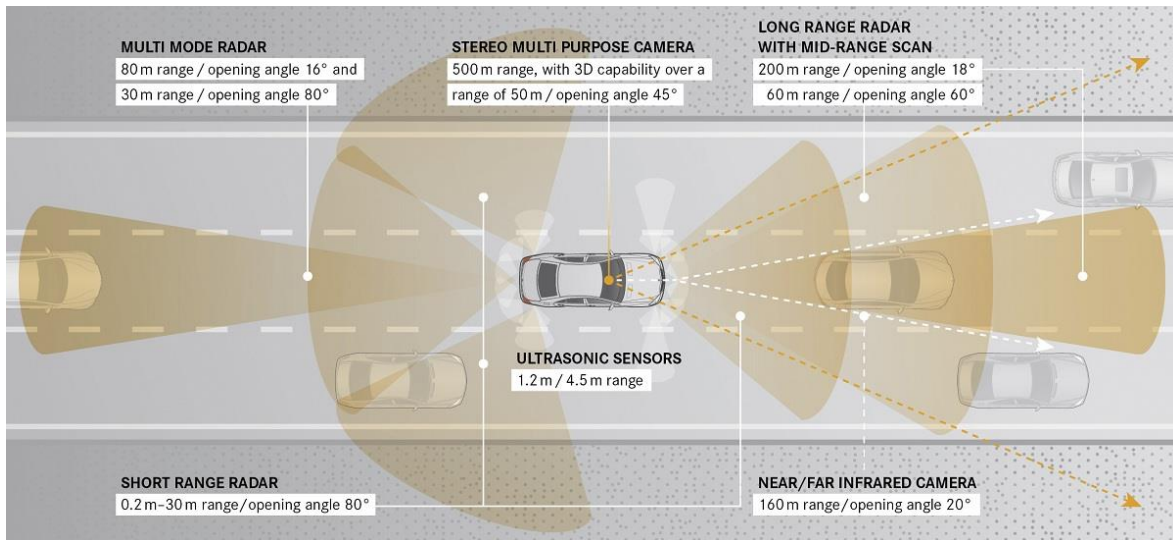 MULTI MODE RADAR
80 m range / opening angle 16° and
30 m range / opening angle 80°
STEREO MULTI PURPOSE CAMERA
500 m range, with 3D capability over a
range of 50 m / opening angle 45°
LONG RANGE RADAR
WITH MID-RANGE SCAN
200 m range / opening angle 18°
60 m range / opening angle 60°
ULTRASONIC SENSORS
1.2 m / 4.5 m range
SHORT RANGE RADAR
0.2 m–30 m range/opening angle 80°
NEAR/FAR INFRARED CAMERA
160 m range/opening angle 20°